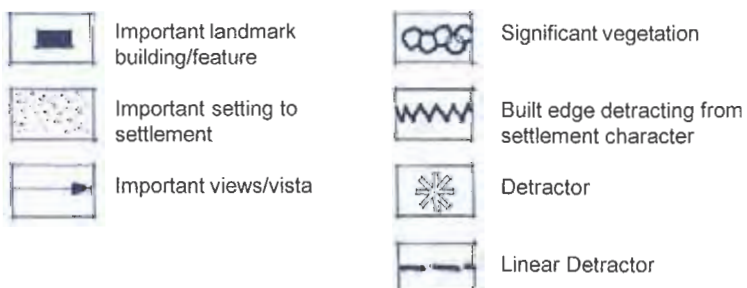 Important landmark
building/feature
Important setting to
settlement
Important views/vista
Significant vegetation
Built edge detracting from
settlement character
Detractor
Linear Detractor